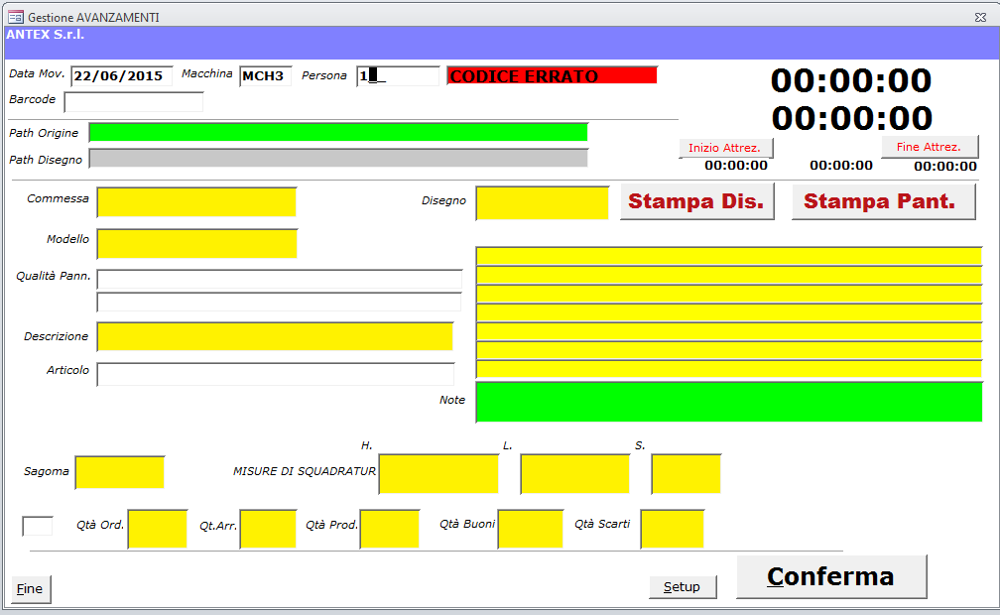 Gestione AVANZAMENTI
ANTEX S.r.l.
Data Mov. 22/06/2015 Macchina MCH3 Persona 1_ CODICE ERRATO 00:00:00
Barcode 00:00:00
Path Origine
Inizio Attrez. Fine Attrez.
Path Disegno 00:00:00 00:00:00 00:00:00
Commessa Disegno Stampa Dis. Stampa Pant.
Modello
Qualità Pann.
Descrizione
Articolo
Note
H. L. S.
Sagoma MISURE DI SQUADRATUR
Qtà Ord. Qt.Arr. Qtà Prod. Qtà Buoni Qtà Scarti
Fine Setup Conferma